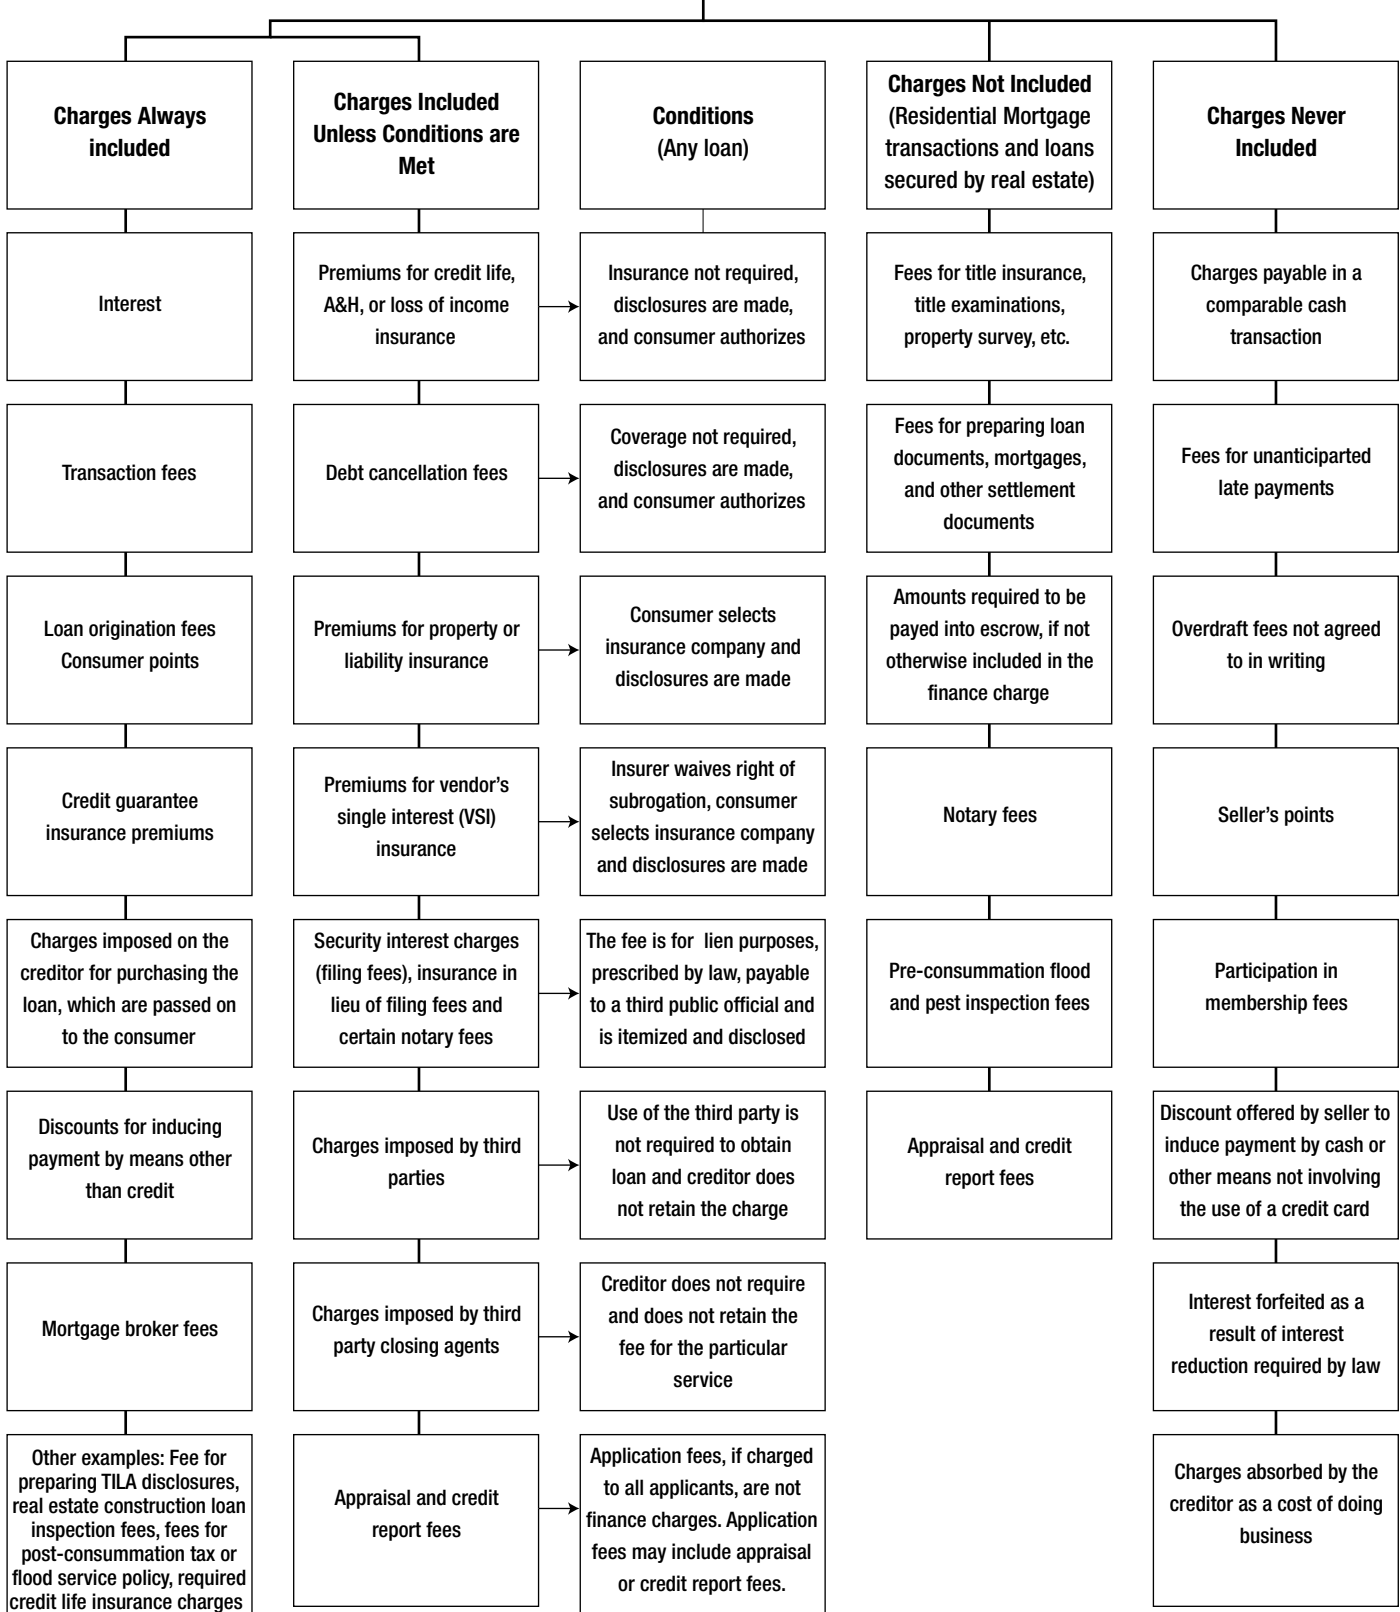 Charges Always
included
Interest
Transaction fees
Loan origination fees
Consumer points
Credit guarantee
insurance premiums
Charges imposed on the
creditor for purchasing the
loan, which are passed on
to the consumer
Discounts for inducing
payment by means other
than credit
Mortgage broker fees
Other examples: Fee for
preparing TILA disclosures,
real estate construction loan
inspection fees, fees for
post-consummation tax or
flood service policy, required
credit life insurance charges
Charges Included
Unless Conditions are
Met
Premiums for credit life,
A&H, or loss of income
insurance
Debt cancellation fees
Premiums for property or
liability insurance
Premiums for vendor’s
single interest (VSI)
insurance
Security interest charges
(filing fees), insurance in
lieu of filing fees and
certain notary fees
Charges imposed by third
parties
Charges imposed by third
party closing agents
Appraisal and credit
report fees
Conditions
(Any loan)
Insurance not required,
disclosures are made,
and consumer authorizes
Coverage not required,
disclosures are made,
and consumer authorizes
Consumer selects
insurance company and
disclosures are made
Insurer waives right of
subrogation, consumer
selects insurance company
and disclosures are made
The fee is for lien purposes,
prescribed by law, payable
to a third public official and
is itemized and disclosed
Use of the third party is
not required to obtain
loan and creditor does
not retain the charge
Creditor does not require
and does not retain the
fee for the particular
service
Application fees, if charged
to all applicants, are not
finance charges. Application
fees may include appraisal
or credit report fees.
Charges Not Included
(Residential Mortgage
transactions and loans
secured by real estate)
Fees for title insurance,
title examinations,
property survey, etc.
Fees for preparing loan
documents, mortgages,
and other settlement
documents
Amounts required to be
payed into escrow, if not
otherwise included in the
finance charge
Notary fees
Pre-consummation flood
and pest inspection fees
Appraisal and credit
report fees
Charges Never
Included
Charges payable in a
comparable cash
transaction
Fees for unanticiparted
late payments
Overdraft fees not agreed
to in writing
Seller’s points
Participation in
membership fees
Discount offered by seller to
induce payment by cash or
other means not involving
the use of a credit card
Interest forfeited as a
result of interest
reduction required by law
Charges absorbed by the
creditor as a cost of doing
business